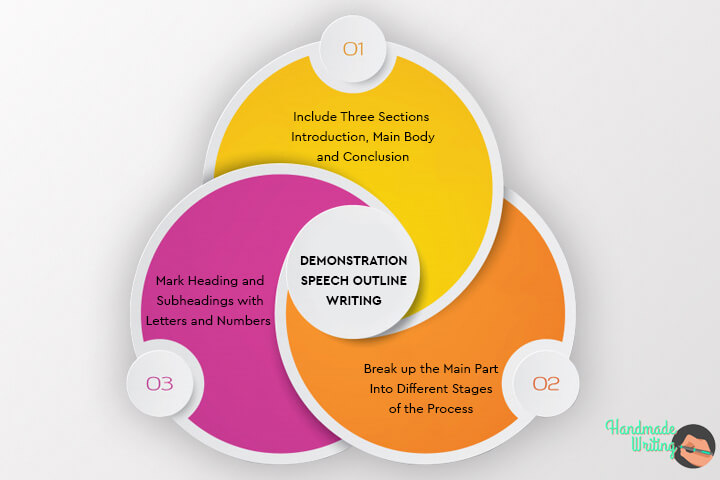 01
Include Three Sections
Introduction, Main Body
and Conclusion
DEMONSTRATION
SPEECH OUTLINE
WRITING
Mark Heading and
Subheadings with
Letters and Numbers
03
Break up the Main Part
Into Different Stages
of the Process
02
Handmade
Writing